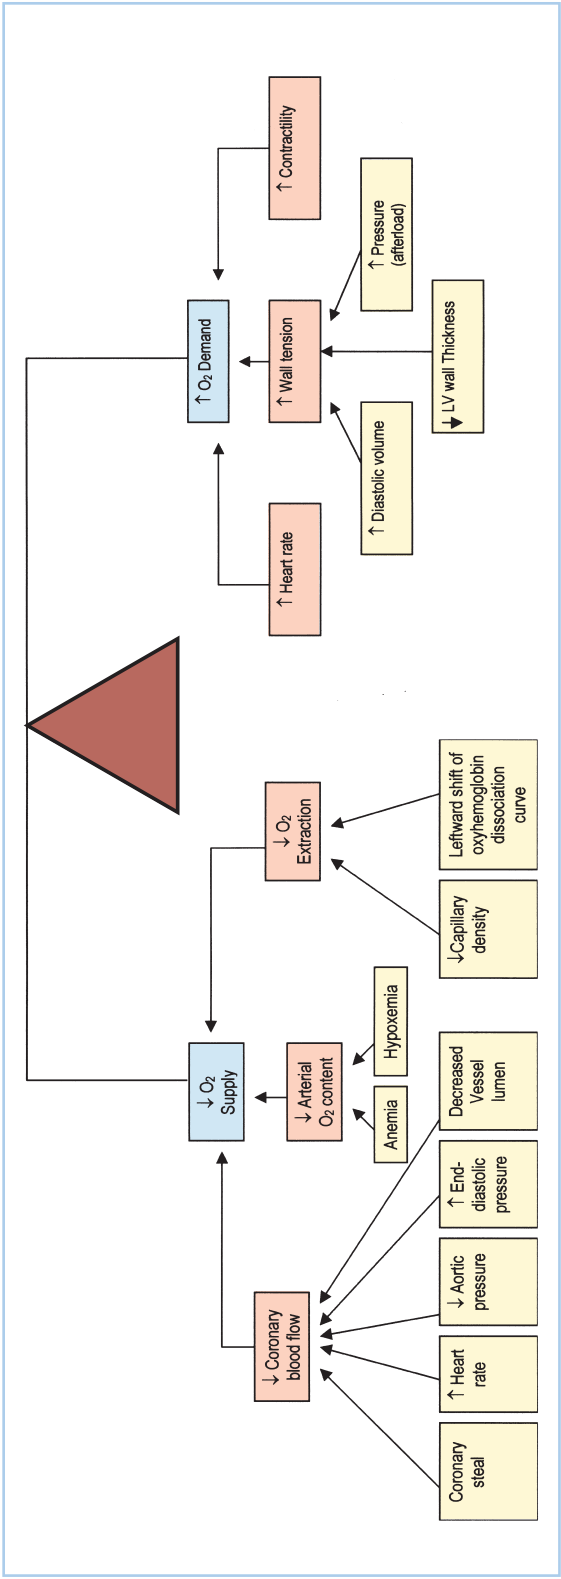 ↓ O₂
Supply
↑ O₂ Demand
↓ Coronary
blood flow
↓ Arterial
O₂ content
↓ O₂
Extraction
↑ Heart rate
↑ Wall tension
↑ Contractility
Anemia
Hypoxemia
↑ Diastolic volume
↑ Pressure
(afterload)
↓ LV wall Thickness
Coronary
steal
↑ Heart
rate
↓ Aortic
pressure
↑ End-
diastolic
pressure
Decreased
Vessel
lumen
↓Capillary
density
Leftward shift of
oxyhemoglobin
dissociation
curve